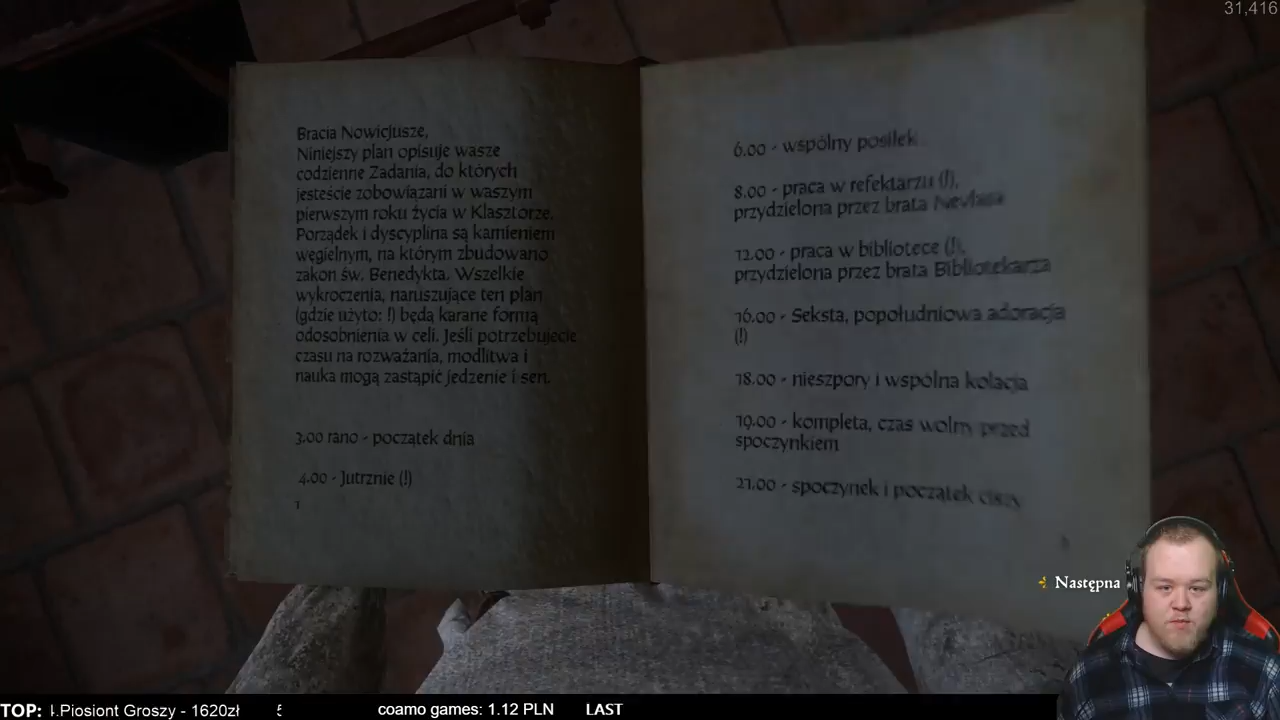 31,416
Bracia Nowicjusze,
Niniejszy plan opisuje wasze
codzienne Zadania, do których
jesteście zobowiązani w waszym
pierwszym roku życia w Klasztorze.
Porządek i dyscyplina są kamieniem
węgielnym, na którym zbudowano
zakon św. Benedykta. Wszelkie
wykroczenia, naruszające ten plan
(gdzie użyto: !) będą karane formą
odosobnienia w celi. Jeśli potrzebujecie
czasu na rozważania, modlitwa i
nauka mogą zastąpić jedzenie i sen.
3.00 rano - początek dnia
4.00 - Jutrznie (!)
1
6.00 - wspólny posiłek
8.00 - praca w refektarzu (!),
przydzielona przez brata Nevlasa
12.00 - praca w bibliotece (!),
przydzielona przez brata Bibliotekarza
16.00 - Seksta, popołudniowa adoracja
(!)
18.00 - nieszpory i wspólna kolacja
19.00 - kompleta, czas wolny przed
spoczynkiem
21.00 - spoczynek i początek ciszy
Następna
TOP: .Piosiont Groszy - 1620zł coamo games: 1.12 PLN LAST